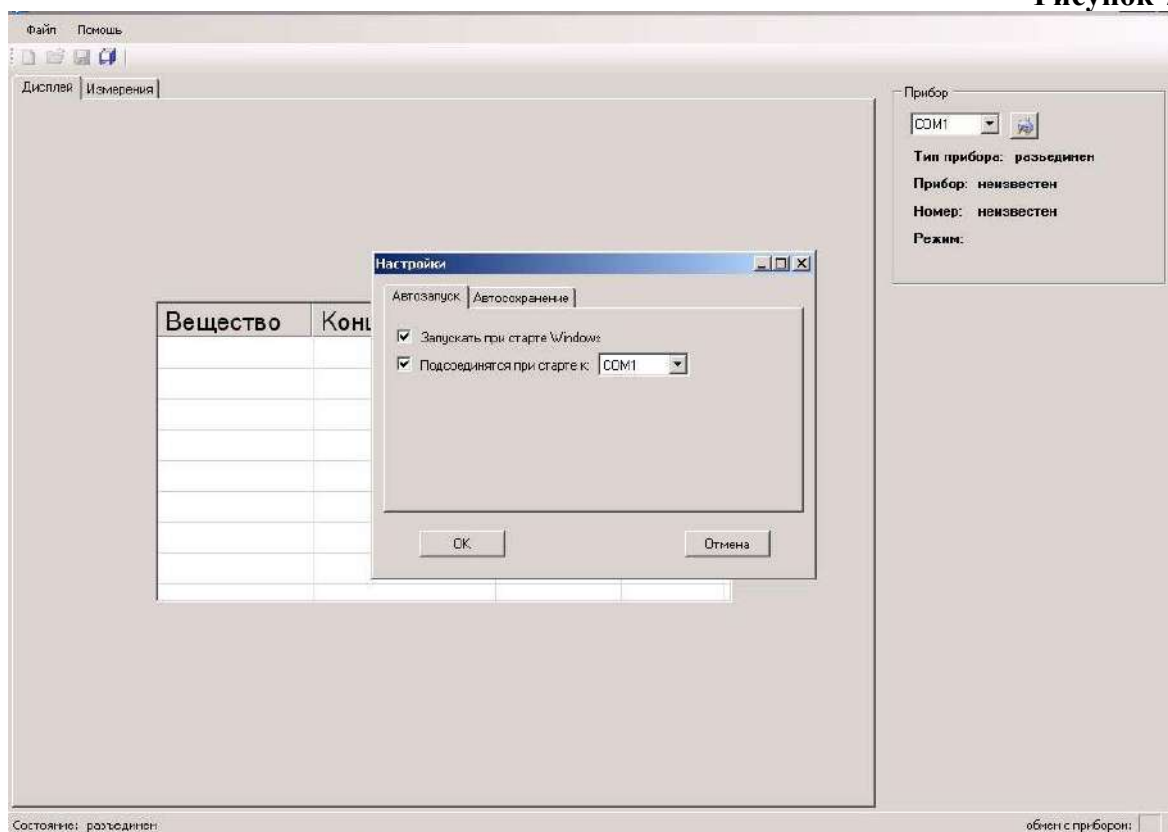 Рисунок
Файл Помощь
Дисплей Измерения
Прибор
COM1
Тип прибора: разъединен
Прибор: неизвестен
Номер: неизвестен
Режим:
Настройки
Автозапуск Автосохранение
Запускать при старте Windows
Подсоединятся при старте к: COM1
OK Отмена
Вещество Конц
Состояние: разъединен
обмен с прибором: